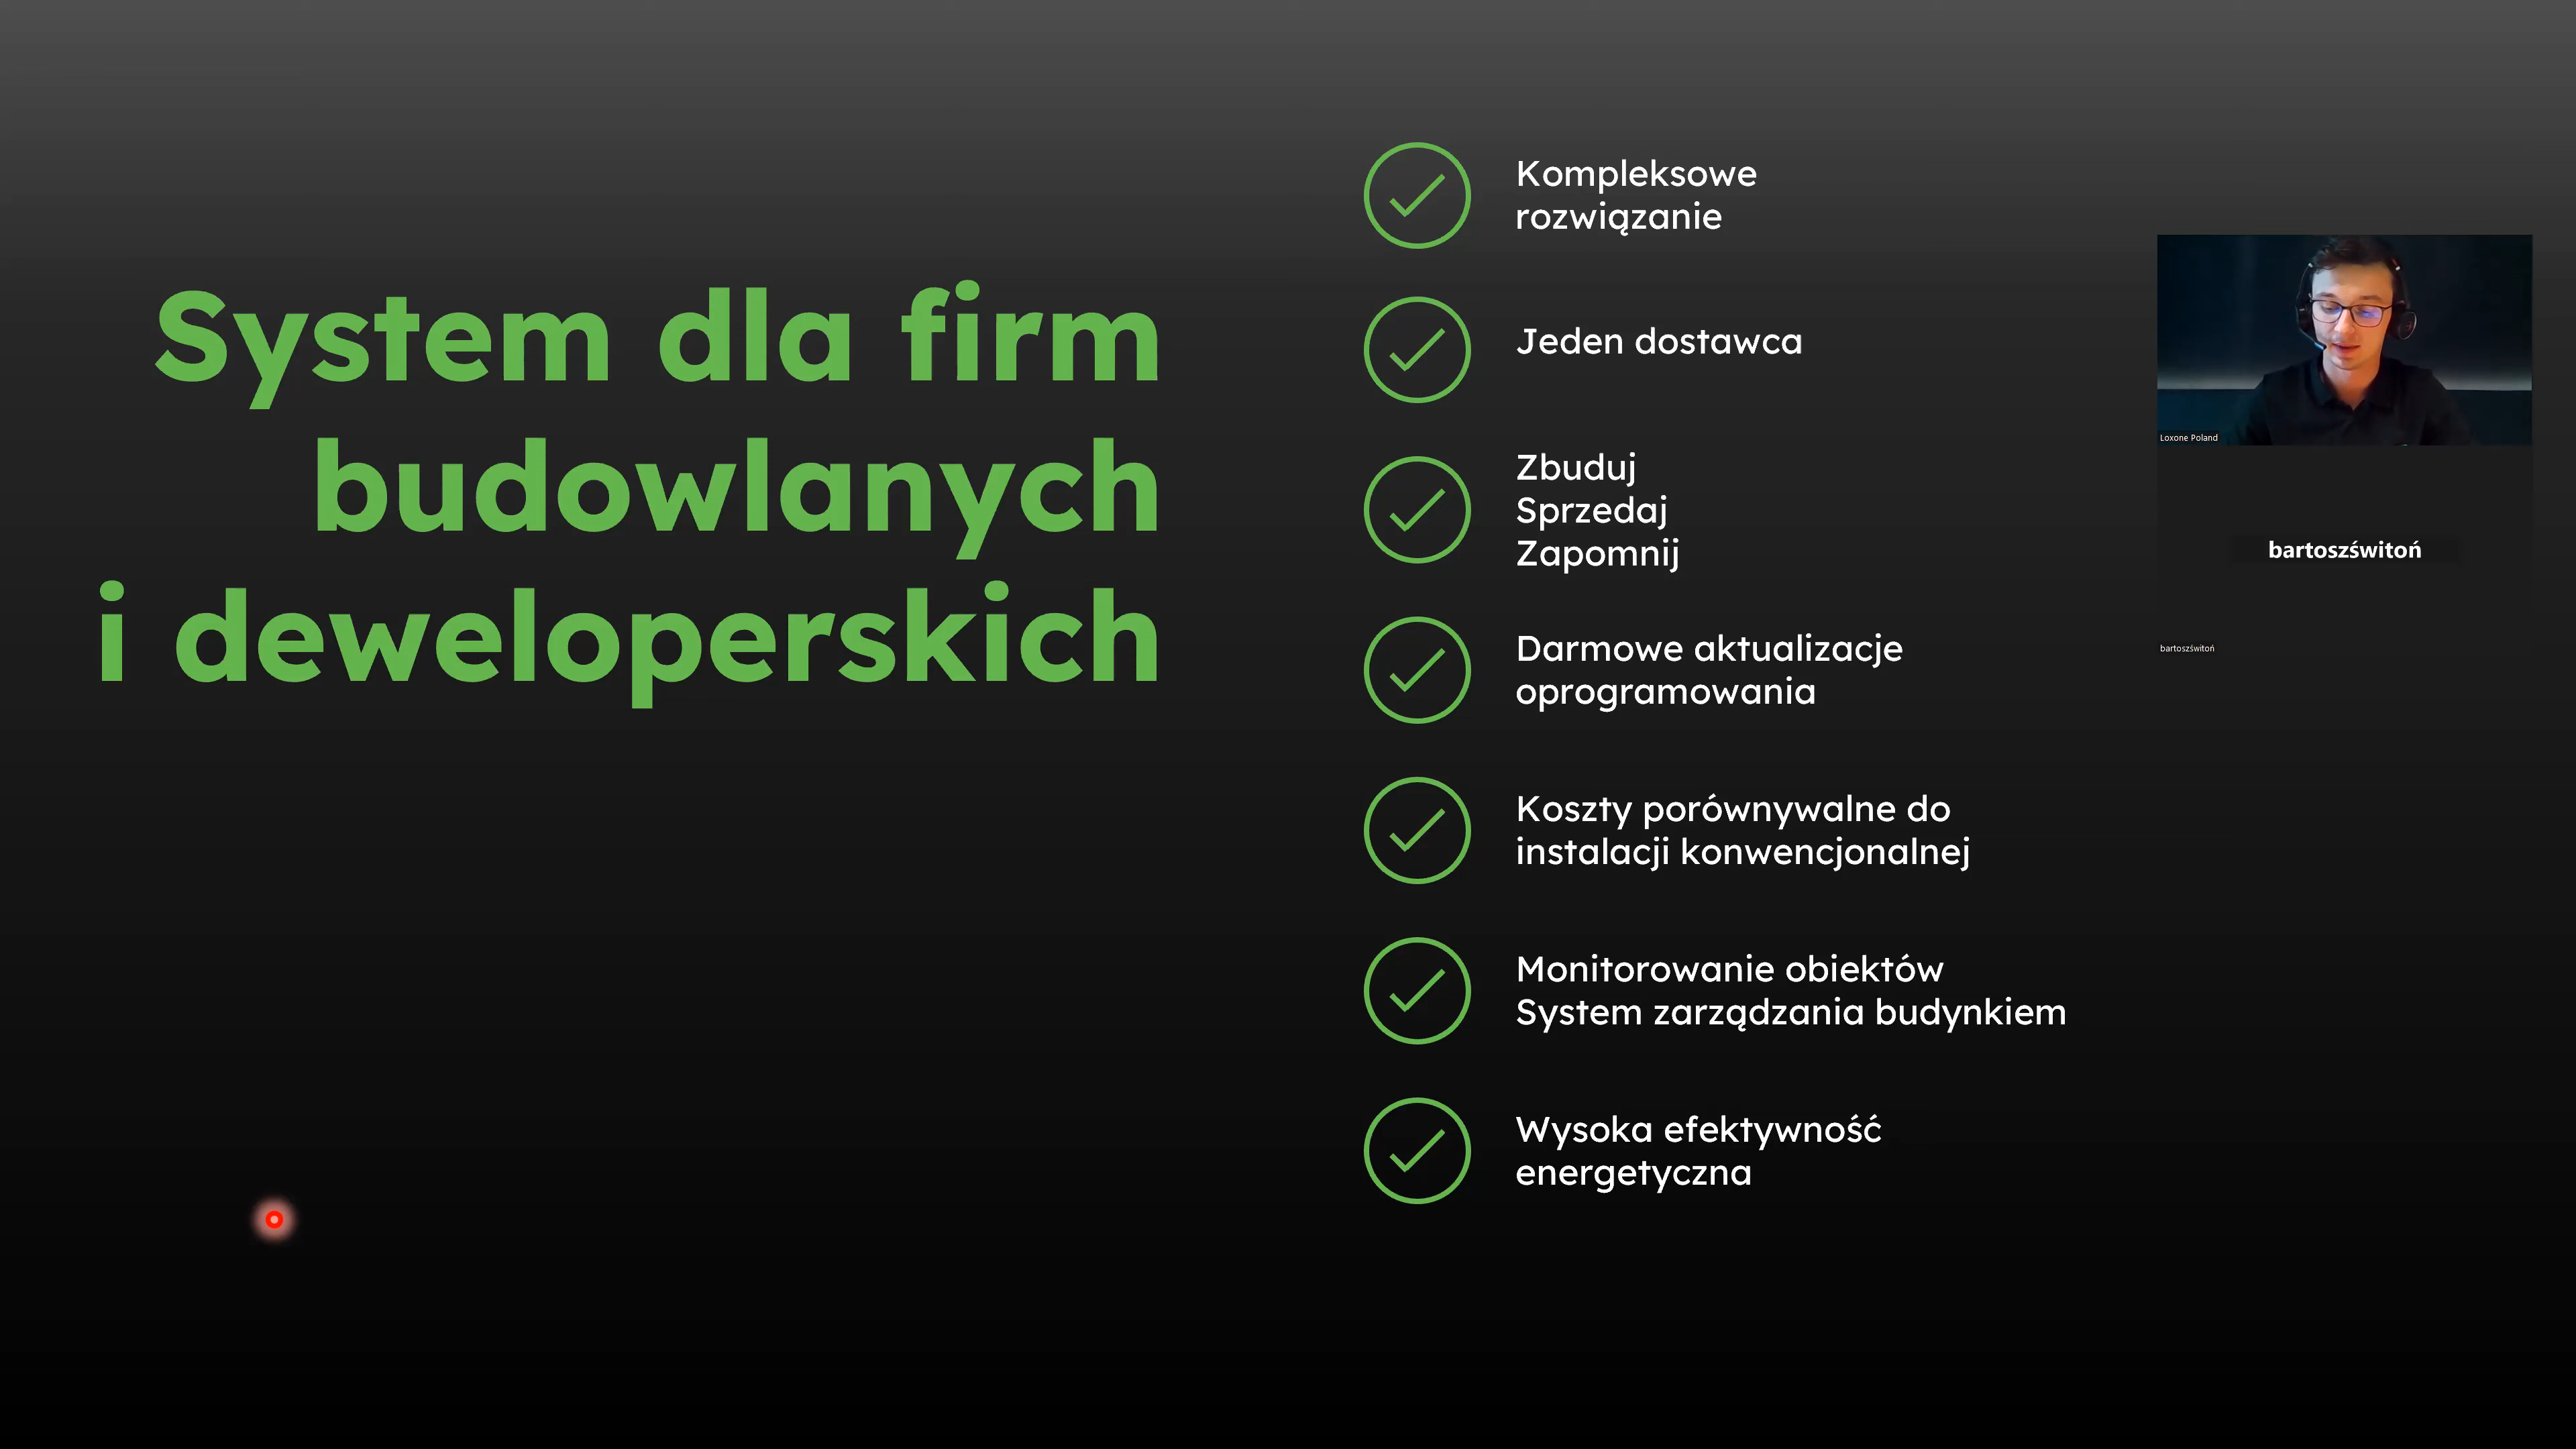 System dla firm
budowlanych
i deweloperskich
Kompleksowe
rozwiązanie
Jeden dostawca
Zbuduj
Sprzedaj
Zapomnij
Darmowe aktualizacje
oprogramowania
Koszty porównywalne do
instalacji konwencjonalnej
Monitorowanie obiektów
System zarządzania budynkiem
Wysoka efektywność
energetyczna
Loxone Poland
bartoszświtoń
bartoszświtoń